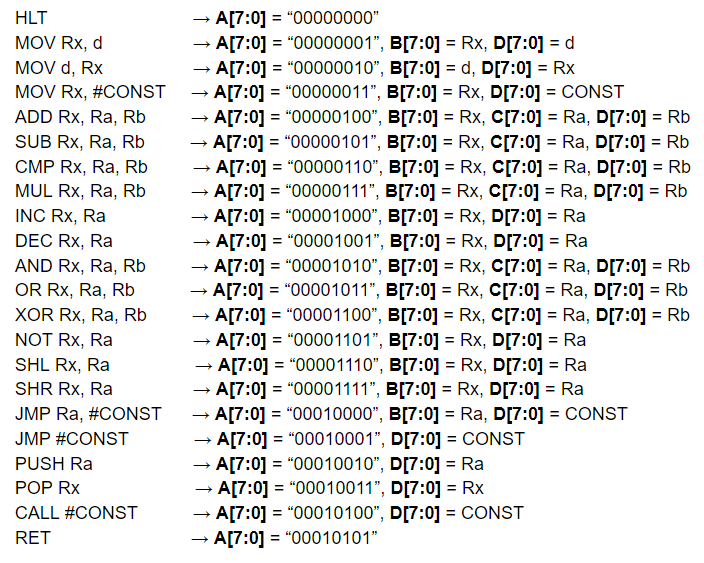 HLT → A[7:0] = “00000000”
MOV Rx, d → A[7:0] = “00000001”, B[7:0] = Rx, D[7:0] = d
MOV d, Rx → A[7:0] = “00000010”, B[7:0] = d, D[7:0] = Rx
MOV Rx, #CONST → A[7:0] = “00000011”, B[7:0] = Rx, D[7:0] = CONST
ADD Rx, Ra, Rb → A[7:0] = “00000100”, B[7:0] = Rx, C[7:0] = Ra, D[7:0] = Rb
SUB Rx, Ra, Rb → A[7:0] = “00000101”, B[7:0] = Rx, C[7:0] = Ra, D[7:0] = Rb
CMP Rx, Ra, Rb → A[7:0] = “00000110”, B[7:0] = Rx, C[7:0] = Ra, D[7:0] = Rb
MUL Rx, Ra, Rb → A[7:0] = “00000111”, B[7:0] = Rx, C[7:0] = Ra, D[7:0] = Rb
INC Rx, Ra → A[7:0] = “00001000”, B[7:0] = Rx, D[7:0] = Ra
DEC Rx, Ra → A[7:0] = “00001001”, B[7:0] = Rx, D[7:0] = Ra
AND Rx, Ra, Rb → A[7:0] = “00001010”, B[7:0] = Rx, C[7:0] = Ra, D[7:0] = Rb
OR Rx, Ra, Rb → A[7:0] = “00001011”, B[7:0] = Rx, C[7:0] = Ra, D[7:0] = Rb
XOR Rx, Ra, Rb → A[7:0] = “00001100”, B[7:0] = Rx, C[7:0] = Ra, D[7:0] = Rb
NOT Rx, Ra → A[7:0] = “00001101”, B[7:0] = Rx, D[7:0] = Ra
SHL Rx, Ra → A[7:0] = “00001110”, B[7:0] = Rx, D[7:0] = Ra
SHR Rx, Ra → A[7:0] = “00001111”, B[7:0] = Rx, D[7:0] = Ra
JMP Ra, #CONST → A[7:0] = “00010000”, B[7:0] = Ra, D[7:0] = CONST
JMP #CONST → A[7:0] = “00010001”, D[7:0] = CONST
PUSH Ra → A[7:0] = “00010010”, D[7:0] = Ra
POP Rx → A[7:0] = “00010011”, D[7:0] = Rx
CALL #CONST → A[7:0] = “00010100”, D[7:0] = CONST
RET → A[7:0] = “00010101”